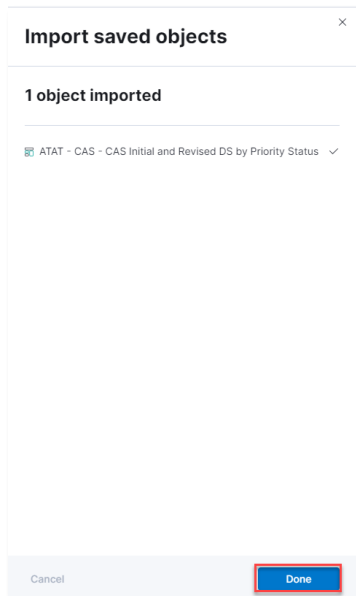 Import saved objects
1 object imported
ATAT - CAS - CAS Initial and Revised DS by Priority Status
Cancel
Done